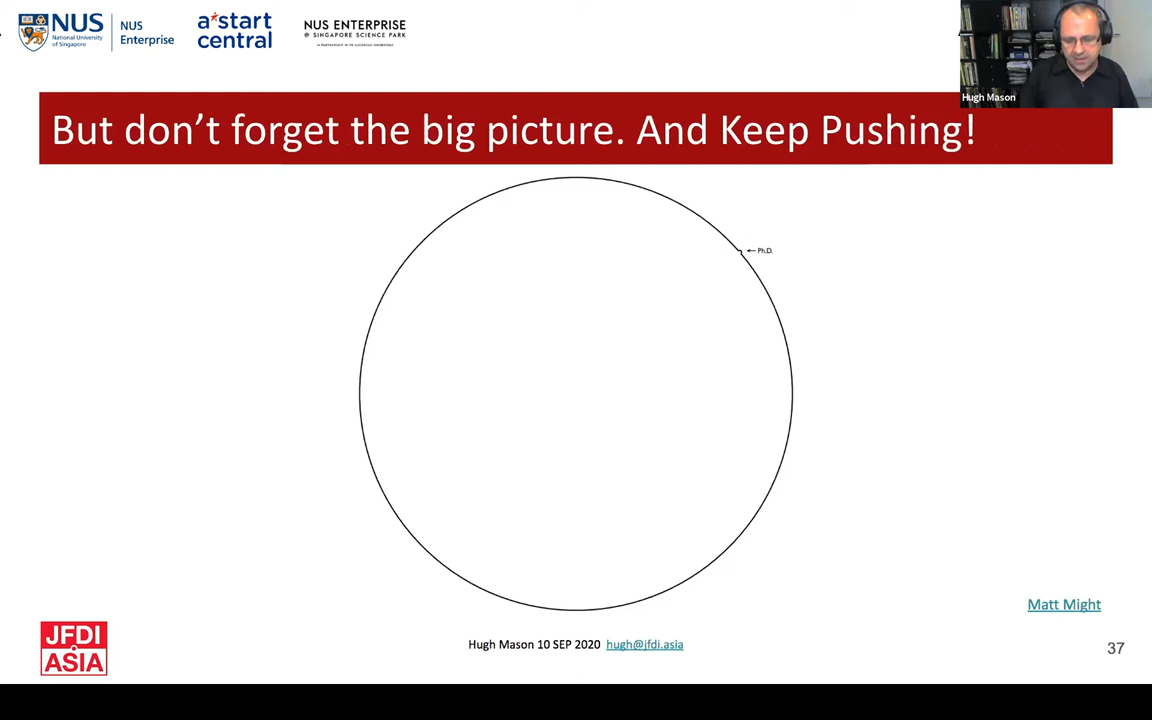 NUS
National University
of Singapore
NUS
Enterprise
a*start
central
NUS ENTERPRISE
@ SINGAPORE SCIENCE PARK
Hugh Mason
But don’t forget the big picture. And Keep Pushing!
← Ph.D.
Matt Might
JFDI
ASIA
Hugh Mason 10 SEP 2020 hugh@jfdi.asia
37